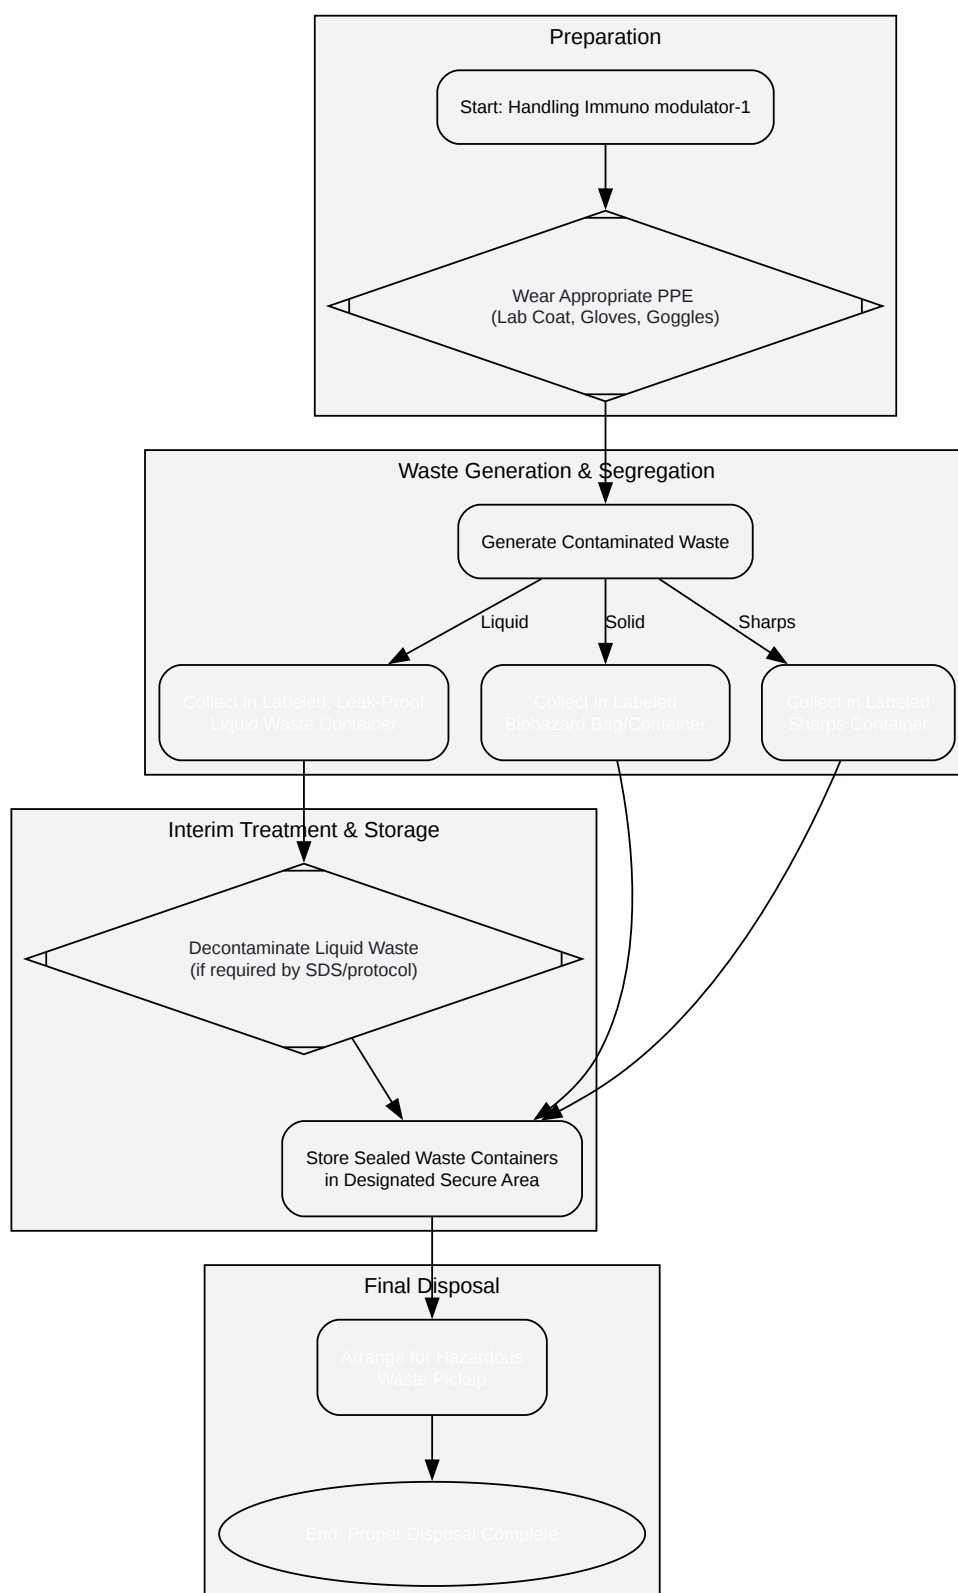 Preparation
Start: Handling Immuno modulator-1
Wear Appropriate PPE
(Lab Coat, Gloves, Goggles)
Waste Generation & Segregation
Generate Contaminated Waste
Liquid
Solid
Sharps
Collect in Labeled, Leak-Proof
Liquid Waste Container
Collect in Labeled
Biohazard Bag/Container
Collect in Labeled
Sharps Container
Interim Treatment & Storage
Decontaminate Liquid Waste
(if required by SDS/protocol)
Store Sealed Waste Containers
in Designated Secure Area
Final Disposal
Arrange for Hazardous
Waste Pickup
End: Proper Disposal Complete